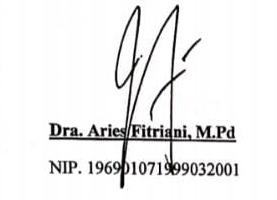 Dra. Aries Fitriani, M.Pd
NIP. 196901071999032001